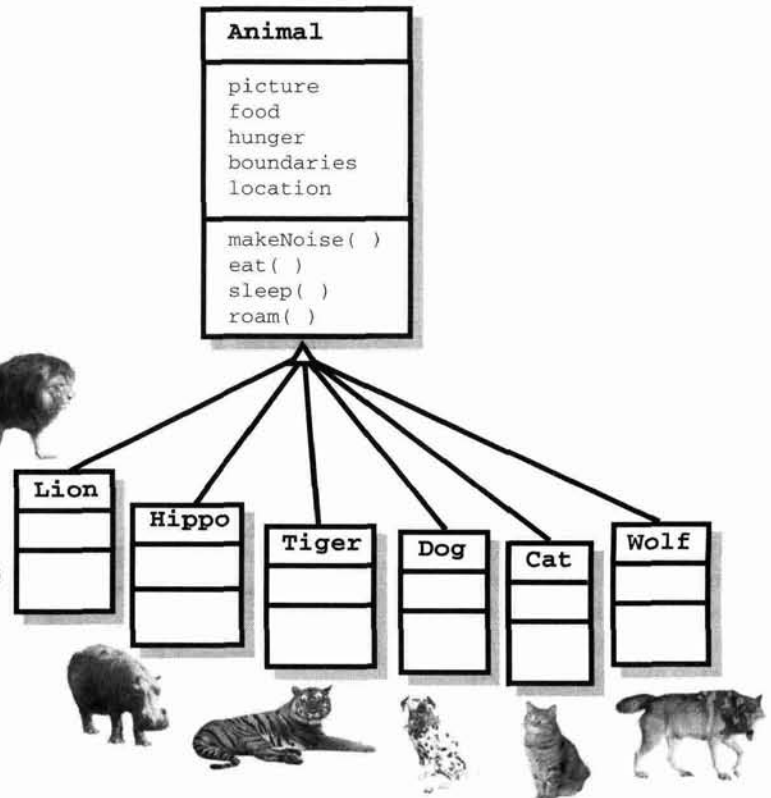 Animal
picture
food
hunger
boundaries
location
makeNoise( )
eat( )
sleep( )
roam( )
Lion
Hippo
Tiger
Dog
Cat
Wolf